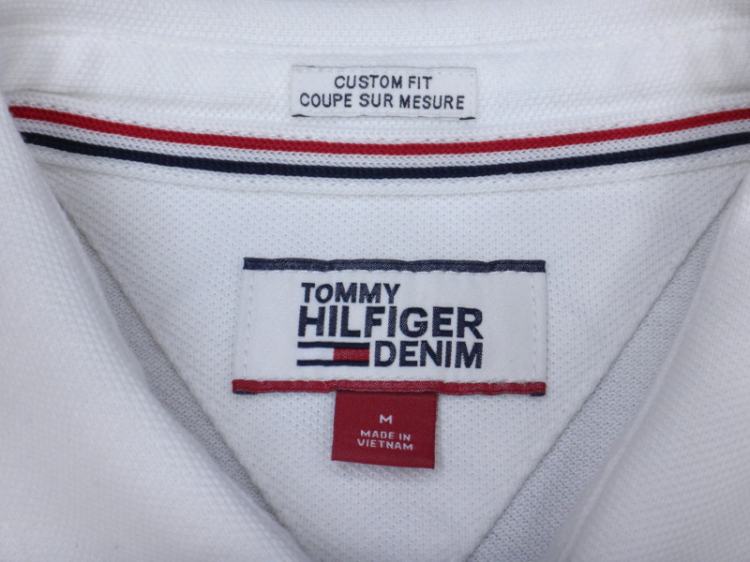 CUSTOM FIT
COUPE SUR MESURE
TOMMY
HILFIGER
DENIM
M
MADE IN
VIETNAM